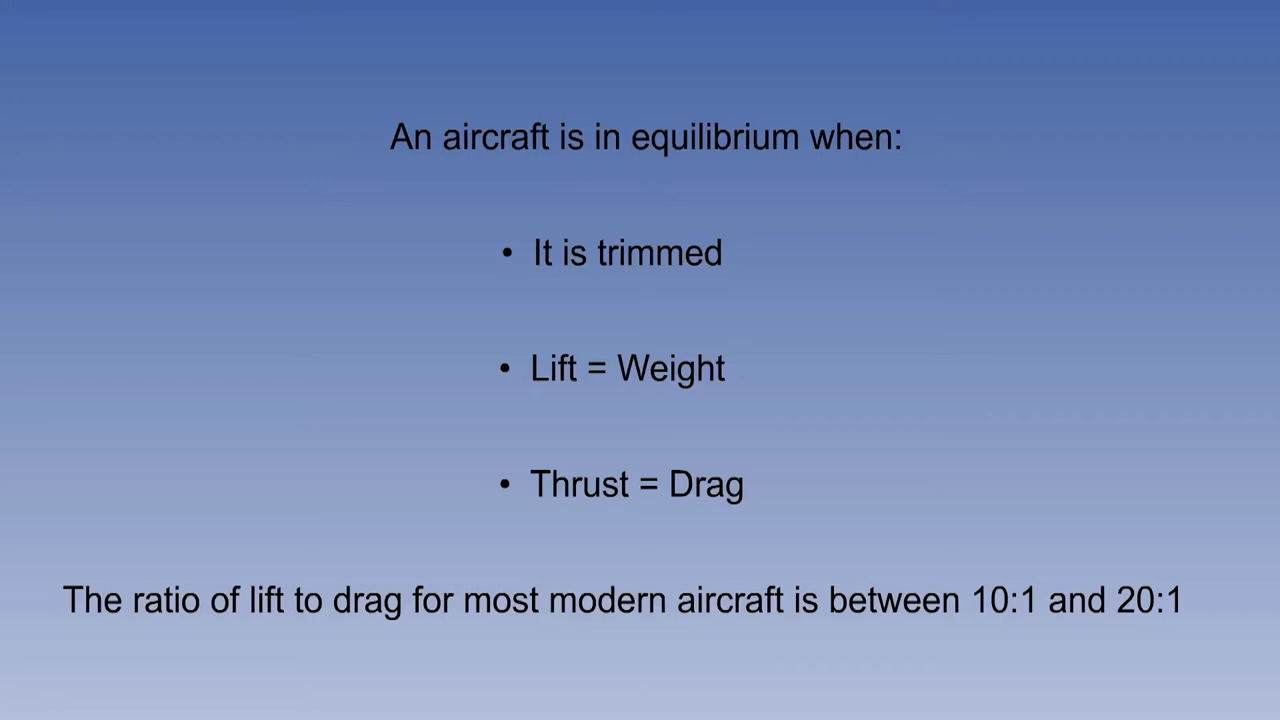 An aircraft is in equilibrium when:
• It is trimmed
• Lift = Weight
• Thrust = Drag
The ratio of lift to drag for most modern aircraft is between 10:1 and 20:1